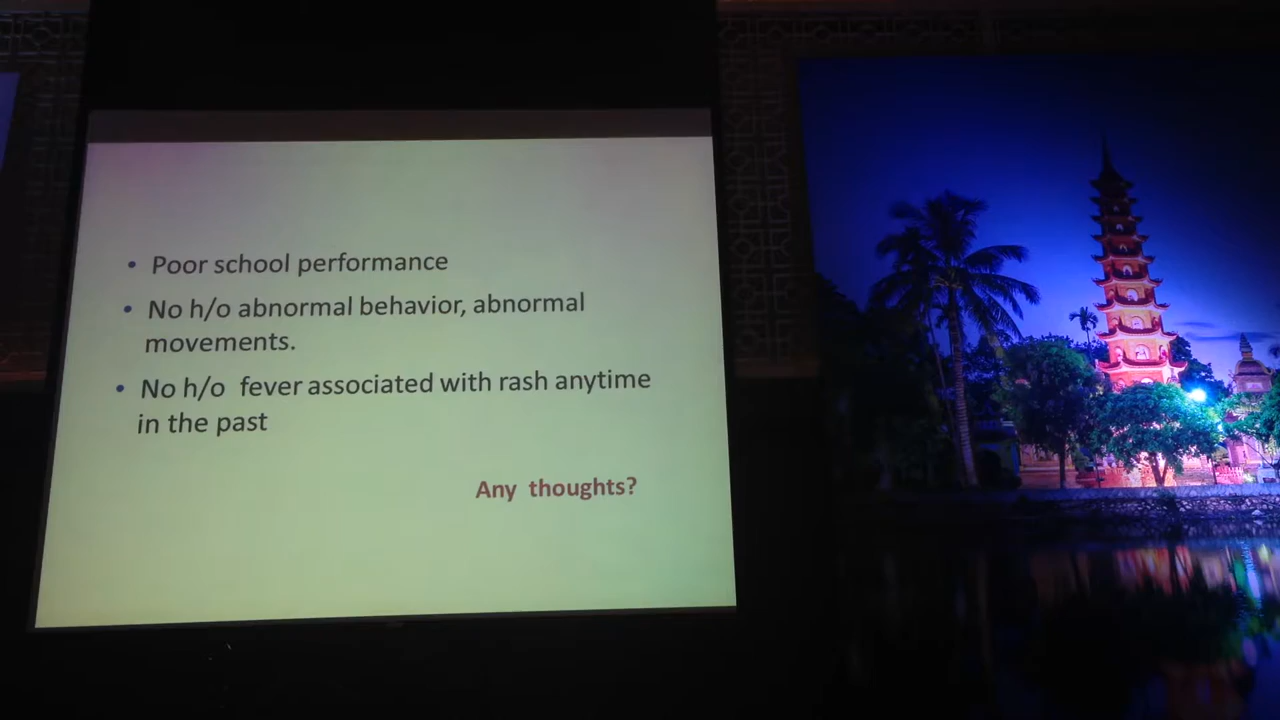 • Poor school performance
• No h/o abnormal behavior, abnormal
movements.
• No h/o fever associated with rash anytime
in the past
Any thoughts?